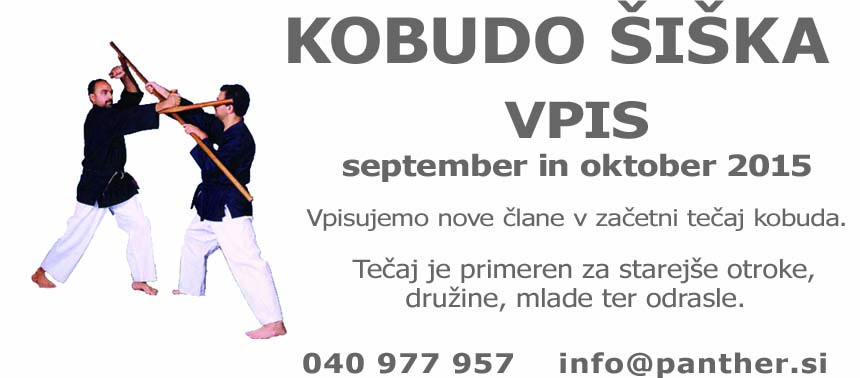 KOBUDO ŠIŠKA
VPIS
september in oktober 2015
Vpisujemo nove člane v začetni tečaj kobuda.
Tečaj je primeren za starejše otroke,
družine, mlade ter odrasle.
040 977 957 info@panther.si